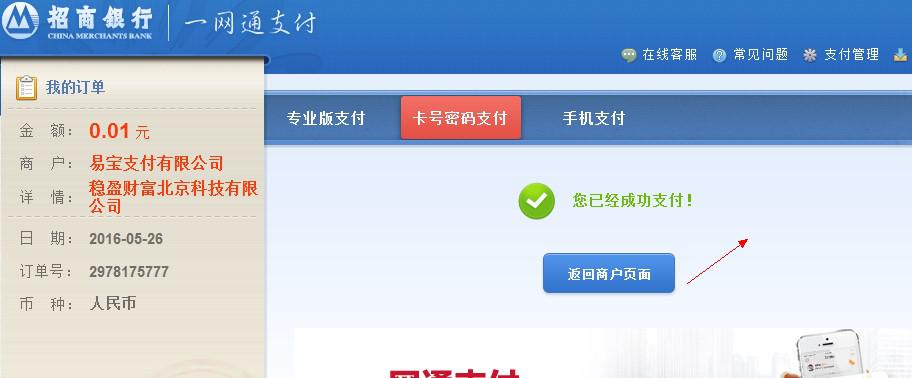 招商银行
CHINA MERCHANTS BANK
一网通支付
在线客服
常见问题
支付管理
我的订单
金 额： 0.01 元
商 户： 易宝支付有限公司
详 情： 稳盈财富北京科技有限
公司
日 期： 2016-05-26
订单号： 2978175777
币 种： 人民币
专业版支付
卡号密码支付
手机支付
您已经成功支付！
返回商户页面
网通支付